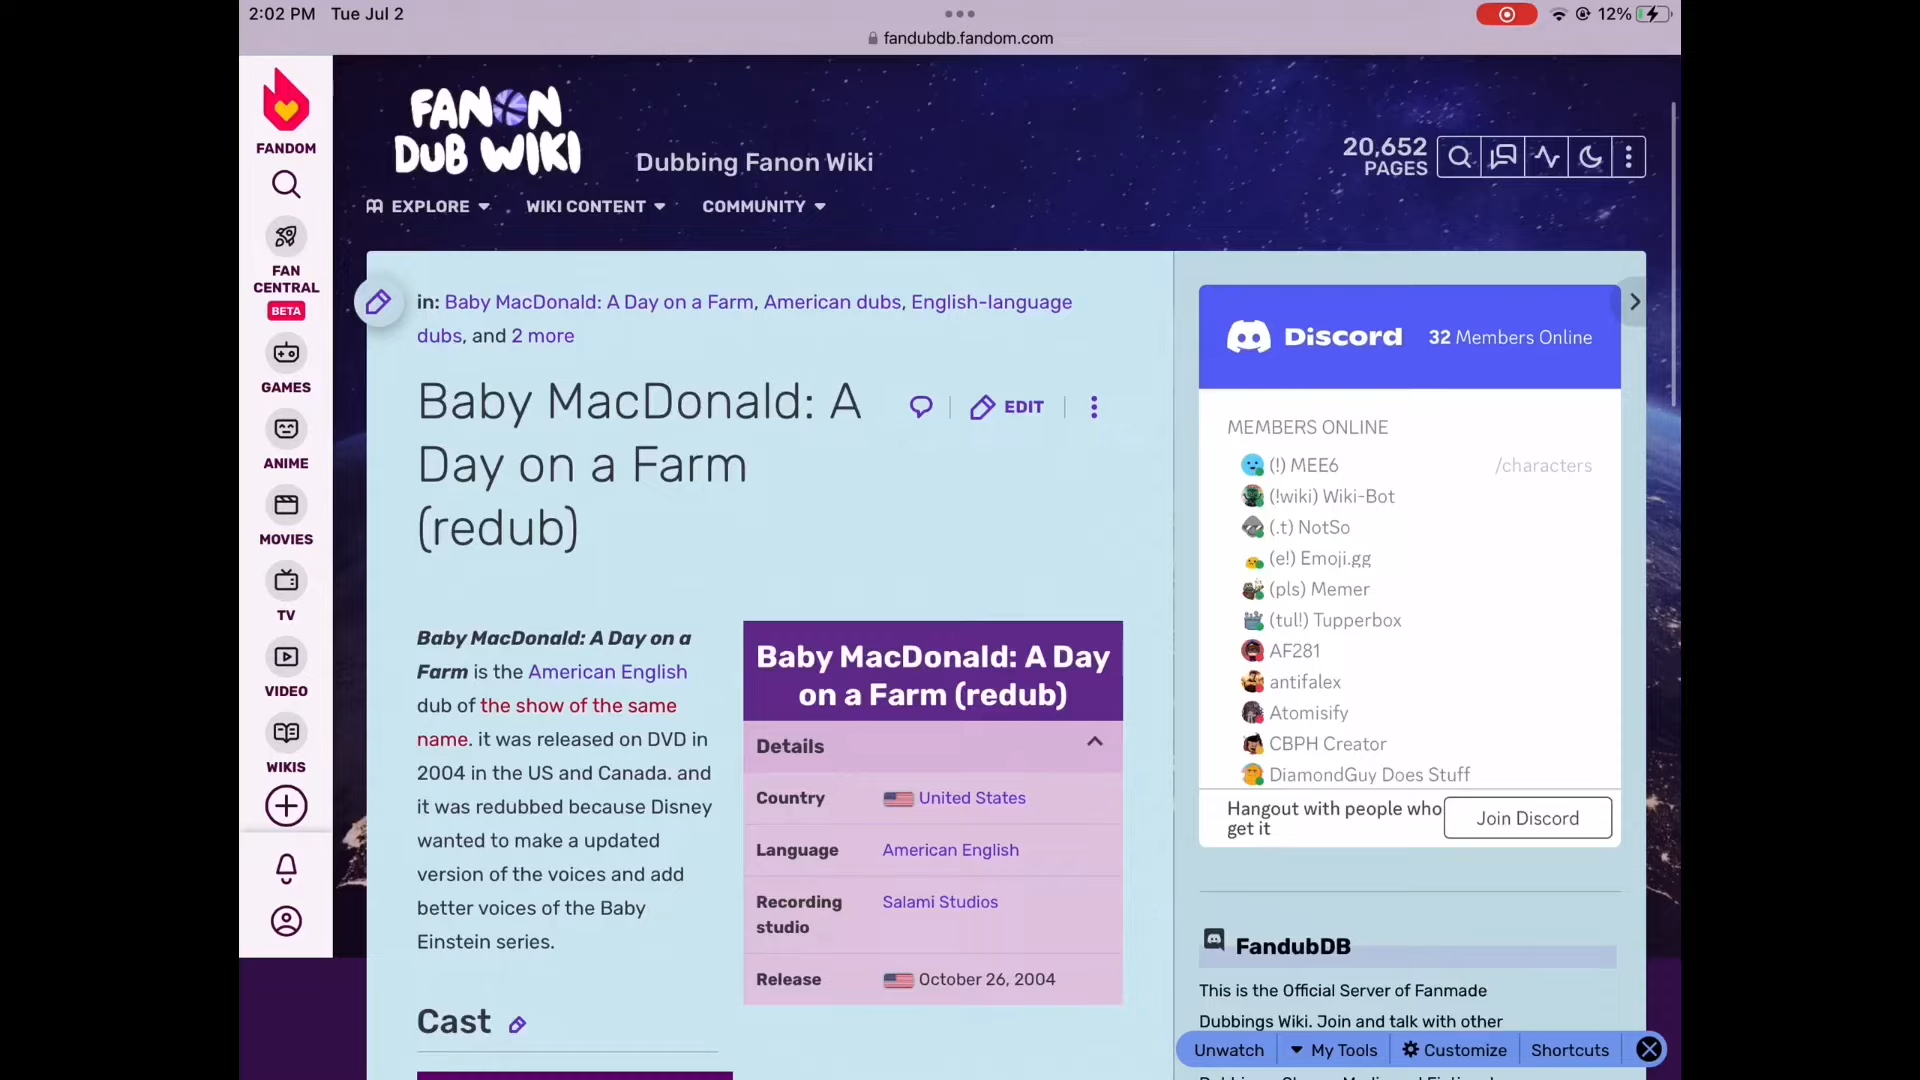 2:02 PM Tue Jul 2
12%
fandubdb.fandom.com
FANDOM
FAN CENTRAL
BETA
GAMES
ANIME
MOVIES
TV
VIDEO
WIKIS
FANON
DUB WIKI
Dubbing Fanon Wiki
20,652
PAGES
EXPLORE
WIKI CONTENT
COMMUNITY
in: Baby MacDonald: A Day on a Farm, American dubs, English-language
dubs, and 2 more
Baby MacDonald: A
Day on a Farm
(redub)
EDIT
Baby MacDonald: A Day on a
Farm is the American English
dub of the show of the same
name. it was released on DVD in
2004 in the US and Canada. and
it was redubbed because Disney
wanted to make a updated
version of the voices and add
better voices of the Baby
Einstein series.
Cast
Baby MacDonald: A Day
on a Farm (redub)
Details
Country United States
Language American English
Recording studio Salami Studios
Release October 26, 2004
Discord 32 Members Online
MEMBERS ONLINE
(!) MEE6 /characters
(!wiki) Wiki-Bot
(.t) NotSo
(e!) Emoji.gg
(pls) Memer
(tul!) Tupperbox
AF281
antifalex
Atomisify
CBPH Creator
DiamondGuy Does Stuff
Hangout with people who
get it
Join Discord
FandubDB
This is the Official Server of Fanmade
Dubbings Wiki. Join and talk with other
Unwatch My Tools Customize Shortcuts